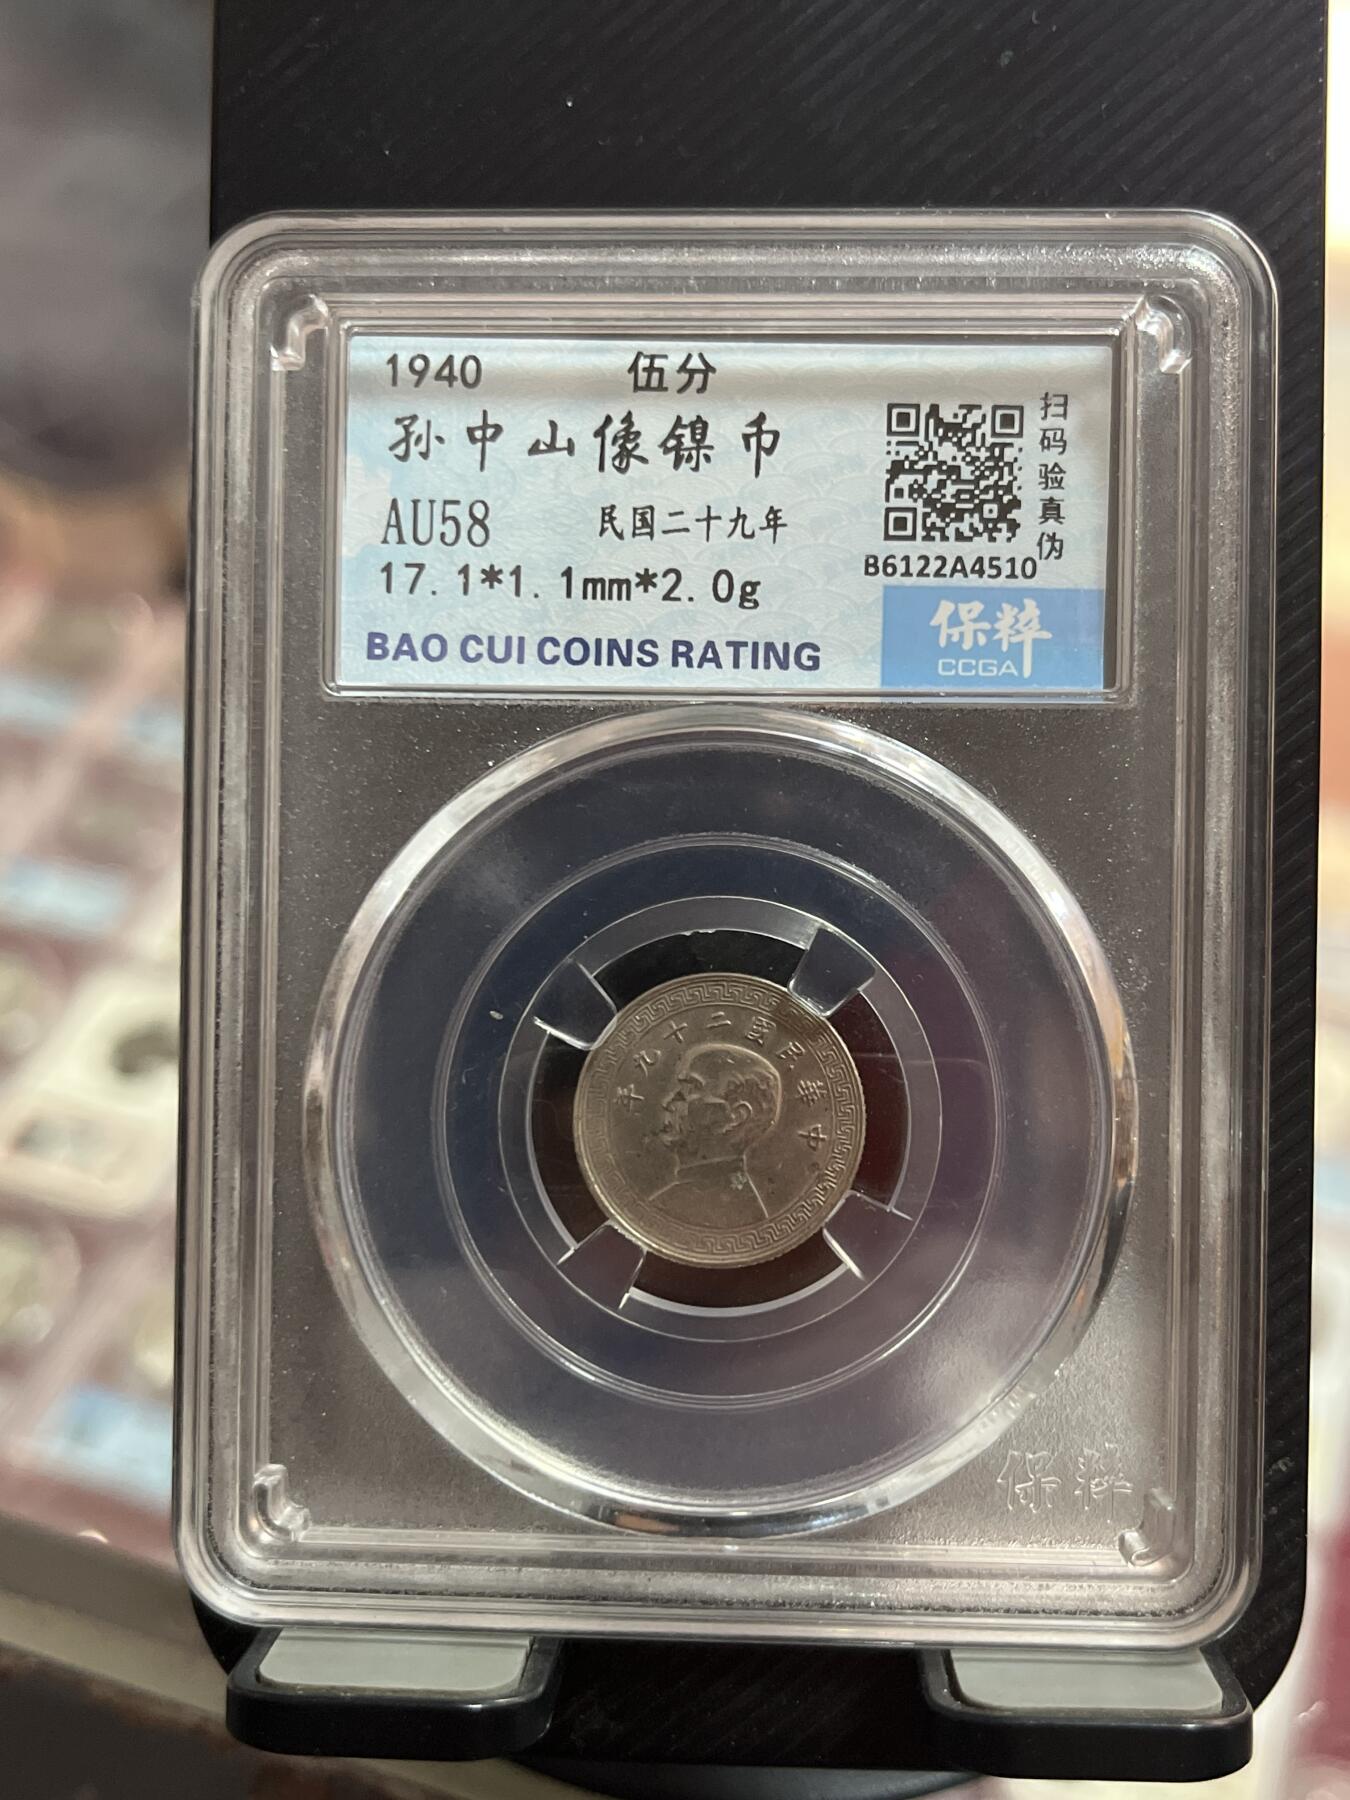 1940 伍分
孙中山像镍币
AU58 民国二十九年
17.1*1.1mm*2.0g
BAO CUI COINS RATING
扫码验真伪
B6122A4510
保粹
CCGA
中華民國二十九年
保粹